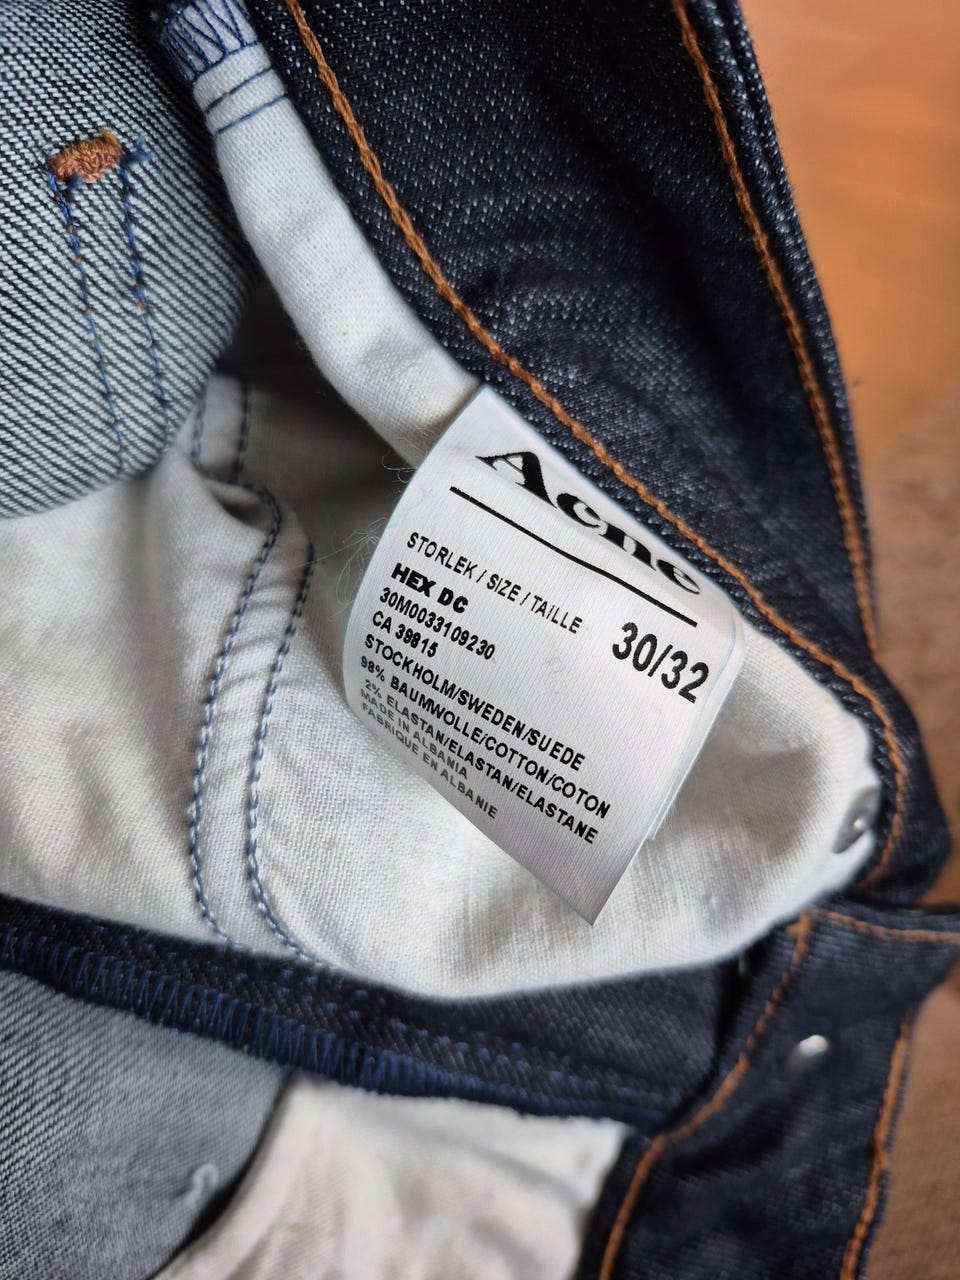 Acne
STORLEK / SIZE / TAILLE 30/32
HEX DC
30M0033109230
CA 39815
STOCKHOLM/SWEDEN/SUEDE
98% BAUMWOLLE/COTTON/COTON
2% ELASTAN/ELASTAN/ELASTANE
MADE IN ALBANIA
FABRIQUE EN ALBANIE